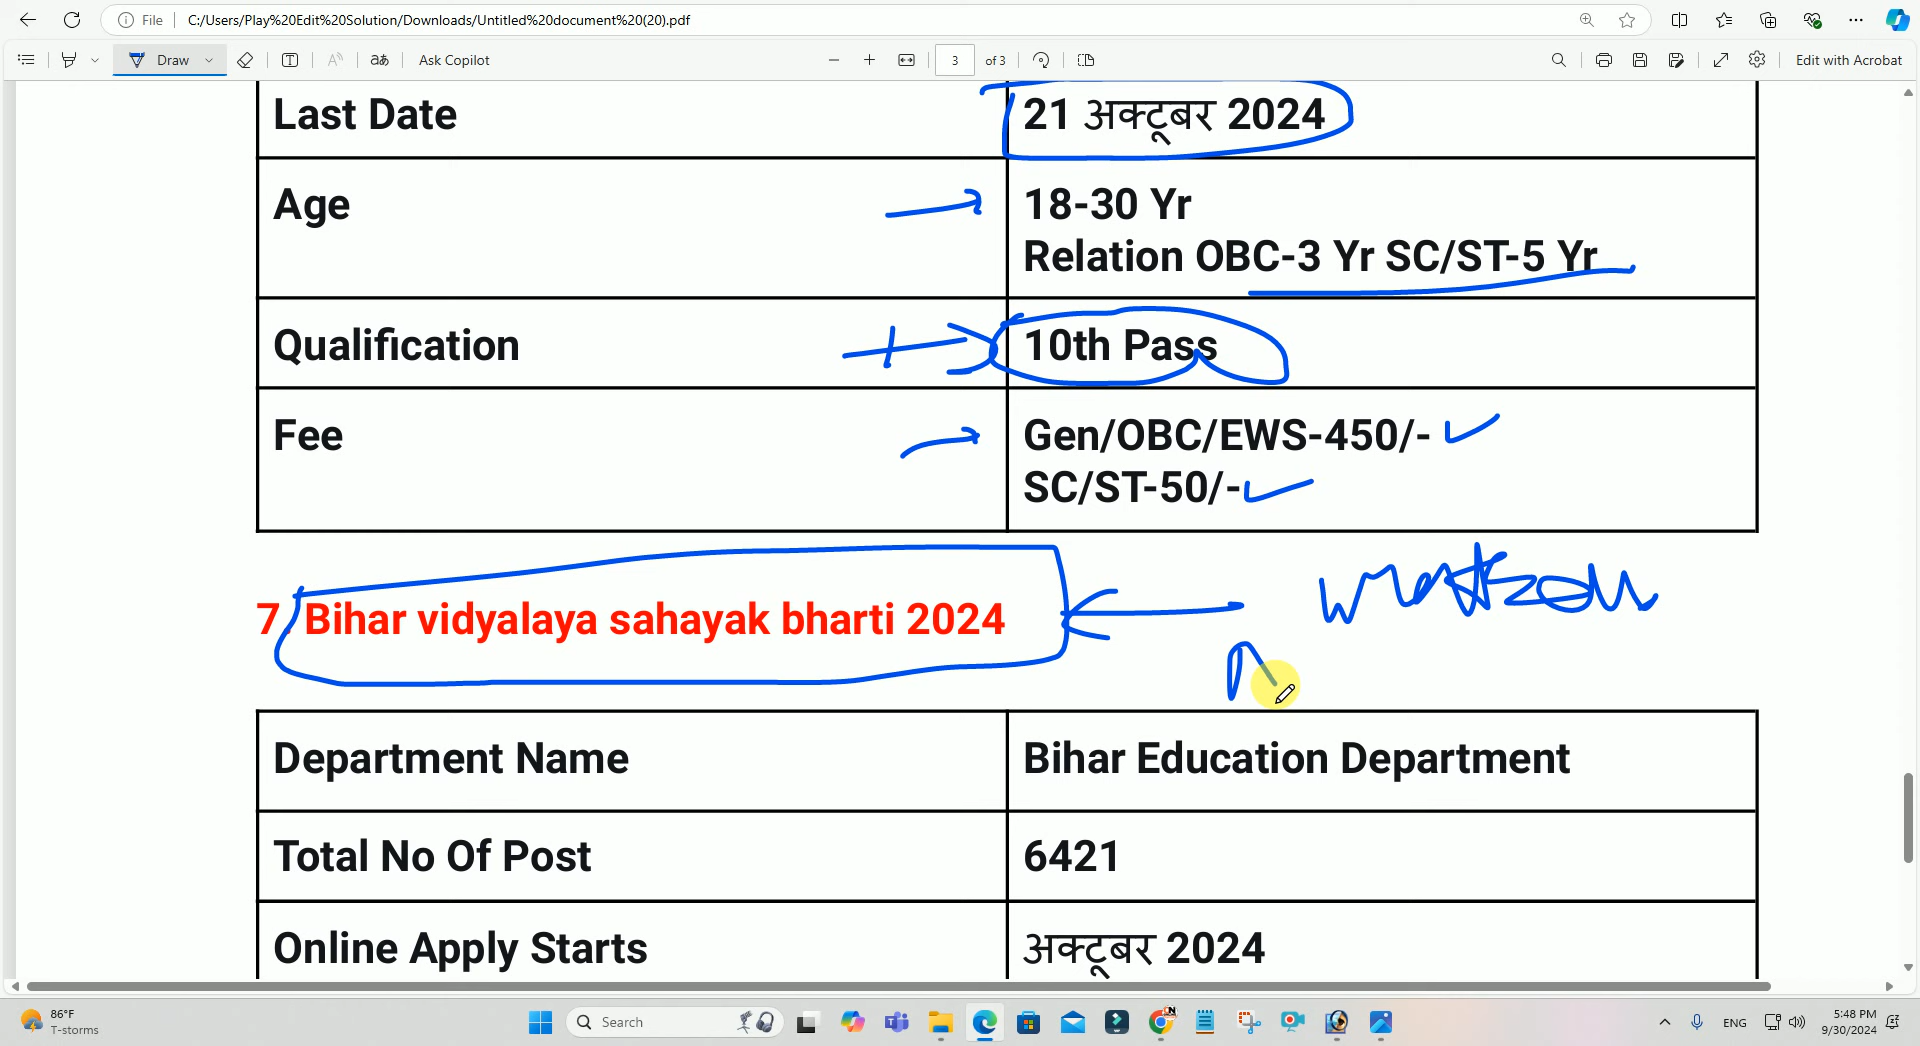 File
C:/Users/Play%20Edit%20Solution/Downloads/Untitled%20document%20(20).pdf
Draw
aあ
Ask Copilot
3
of 3
Edit with Acrobat
Last Date
21 अक्टूबर 2024
Age
18-30 Yr
Relation OBC-3 Yr SC/ST-5 Yr
Qualification
10th Pass
Fee
Gen/OBC/EWS-450/-
SC/ST-50/-
7. Bihar vidyalaya sahayak bharti 2024
Department Name
Bihar Education Department
Total No Of Post
6421
Online Apply Starts
अक्टूबर 2024
86°F
T-storms
Search
ENG
5:48 PM
9/30/2024